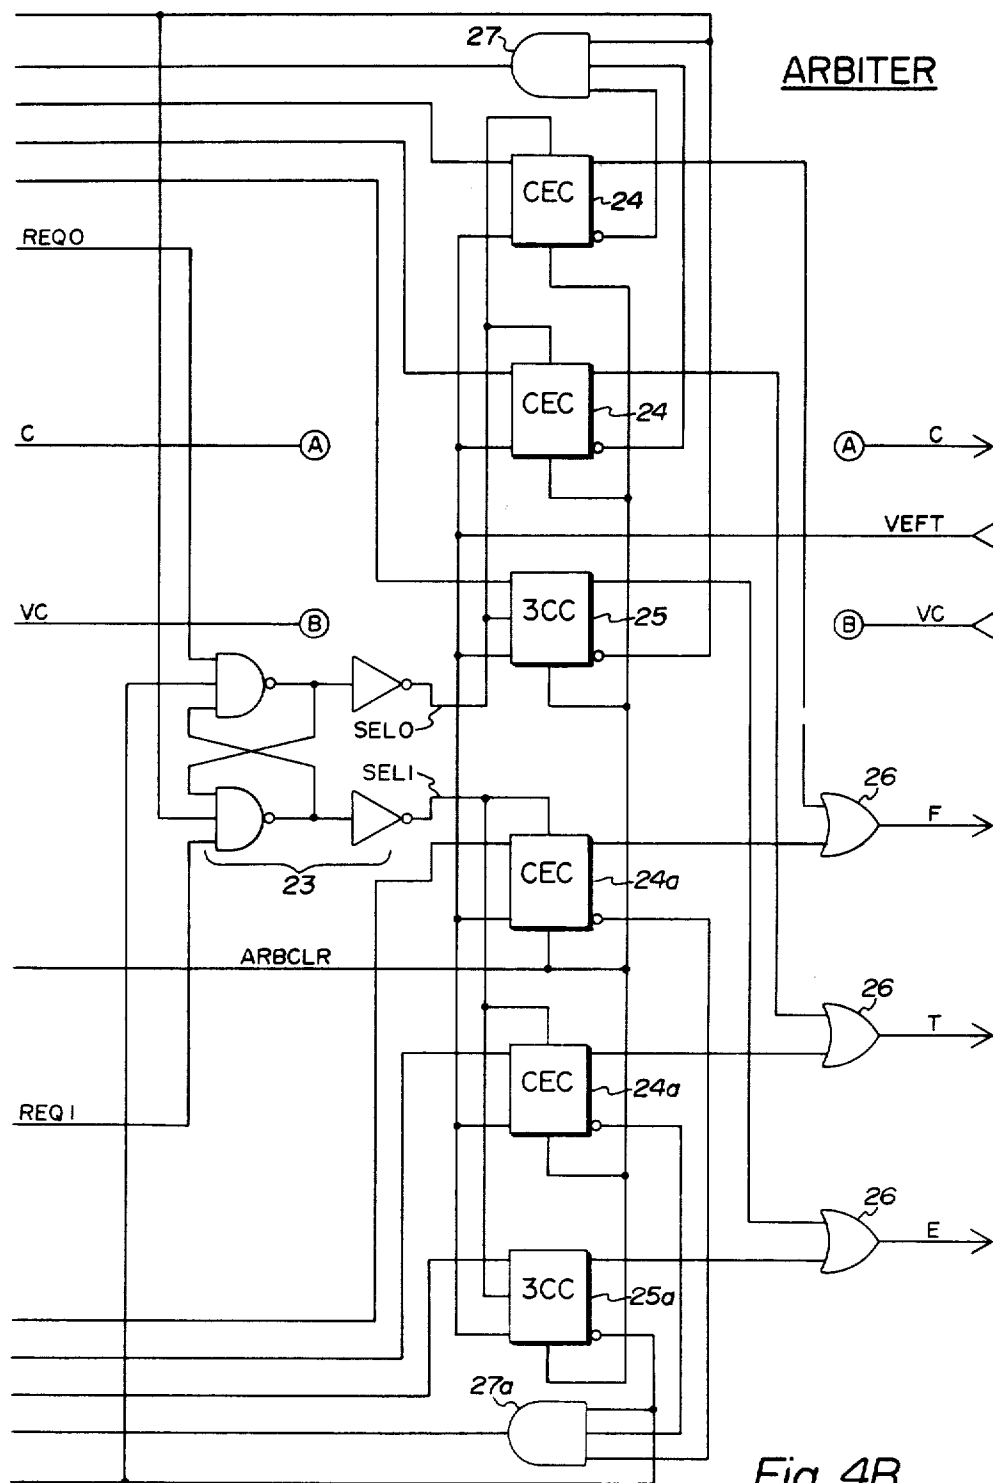 27
ARBITER
CEC
24
REQ0
CEC
24
C
A
A
C
VEFT
3CC
25
VC
B
B
VC
SEL0
SEL1
26
F
CEC
24a
23
ARBCLR
26
T
CEC
24a
REQ1
26
E
3CC
25a
27a
Fig. 4B